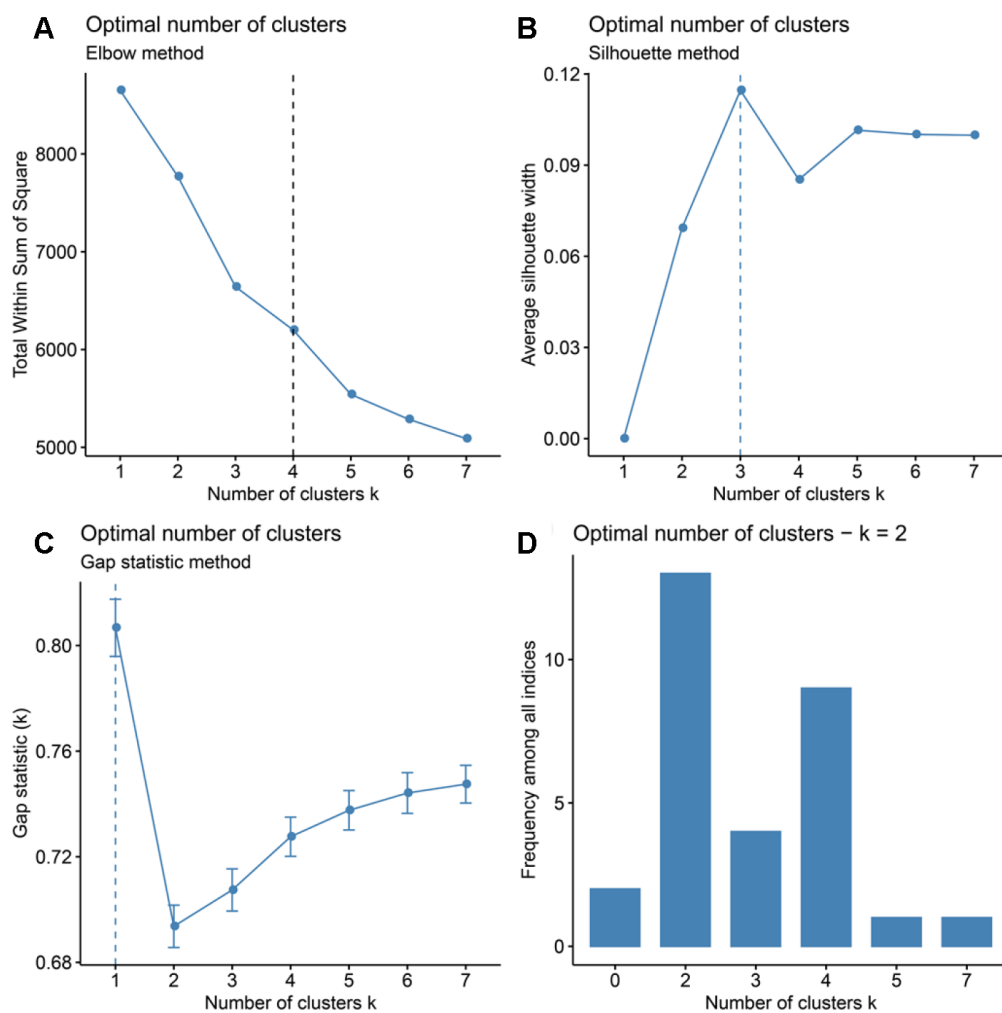 A
Optimal number of clusters
Elbow method
Total Within Sum of Square
8000
7000
6000
5000
1 2 3 4 5 6 7
Number of clusters k
B
Optimal number of clusters
Silhouette method
Average silhouette width
0.12
0.09
0.06
0.03
0.00
1 2 3 4 5 6 7
Number of clusters k
C
Optimal number of clusters
Gap statistic method
Gap statistic (k)
0.80
0.76
0.72
0.68
1 2 3 4 5 6 7
Number of clusters k
D
Optimal number of clusters − k = 2
Frequency among all indices
10
5
0
0 2 3 4 5 7
Number of clusters k